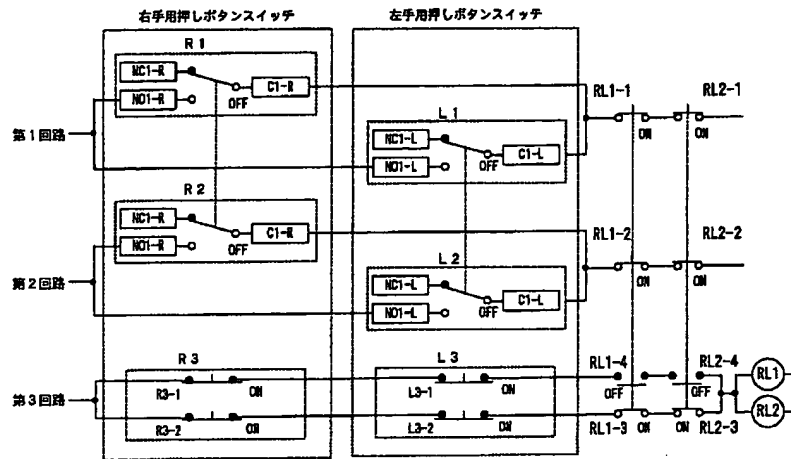 右手用押しボタンスイッチ
左手用押しボタンスイッチ
R1
NC1-R
NO1-R
OFF
C1-R
RL1-1
RL2-1
ON
ON
第1回路
L1
NC1-L
NO1-L
OFF
C1-L
R2
NC1-R
NO1-R
OFF
C1-R
RL1-2
RL2-2
ON
ON
第2回路
L2
NC1-L
NO1-L
OFF
C1-L
R3
L3
RL1-4
RL2-4
R3-1
ON
L3-1
ON
OFF
OFF
RL1
第3回路
R3-2
ON
L3-2
ON
RL1-3
ON
ON
RL2-3
RL2